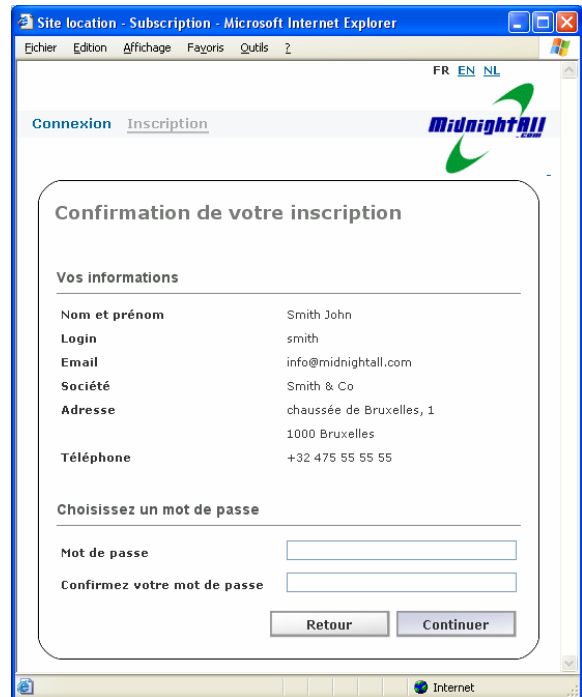 Site location - Subscription - Microsoft Internet Explorer
Fichier Edition Affichage Favoris Outils ?
FR EN NL
Connexion Inscription
MidnightAll
.com
Confirmation de votre inscription
Vos informations
Nom et prénom Smith John
Login smith
Email info@midnightall.com
Société Smith & Co
Adresse chaussée de Bruxelles, 1
1000 Bruxelles
Téléphone +32 475 55 55 55
Choisissez un mot de passe
Mot de passe
Confirmez votre mot de passe
Retour Continuer
Internet